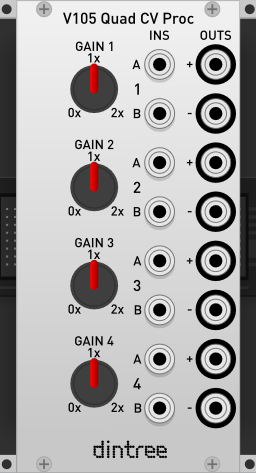 V105 Quad CV Proc
INS OUTS
GAIN 1
1x
0x 2x
A +
1
B -
GAIN 2
1x
0x 2x
A +
2
B -
GAIN 3
1x
0x 2x
A +
3
B -
GAIN 4
1x
0x 2x
A +
4
B -
dintree